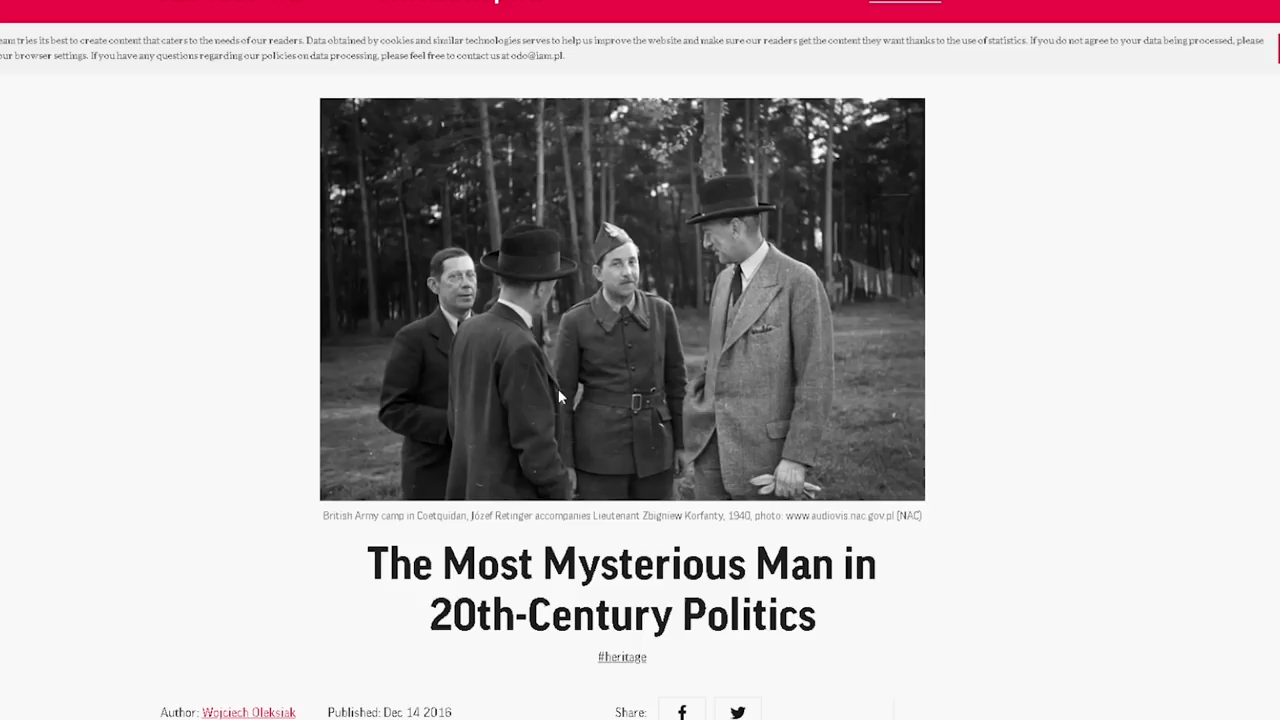 eam tries its best to create content that caters to the needs of our readers. Data obtained by cookies and similar technologies serves to help us improve the website and make sure our readers get the content they want thanks to the use of statistics. If you do not agree to your data being processed, please
our browser settings. If you have any questions regarding our policies on data processing, please feel free to contact us at odo@iam.pl.
British Army camp in Coetquidan, Józef Retinger accompanies Lieutenant Zbigniew Korfanty, 1940, photo: www.audiovis.nac.gov.pl (NAC)
The Most Mysterious Man in
20th-Century Politics
#heritage
Author: Wojciech Oleksiak Published: Dec 14 2016 Share: